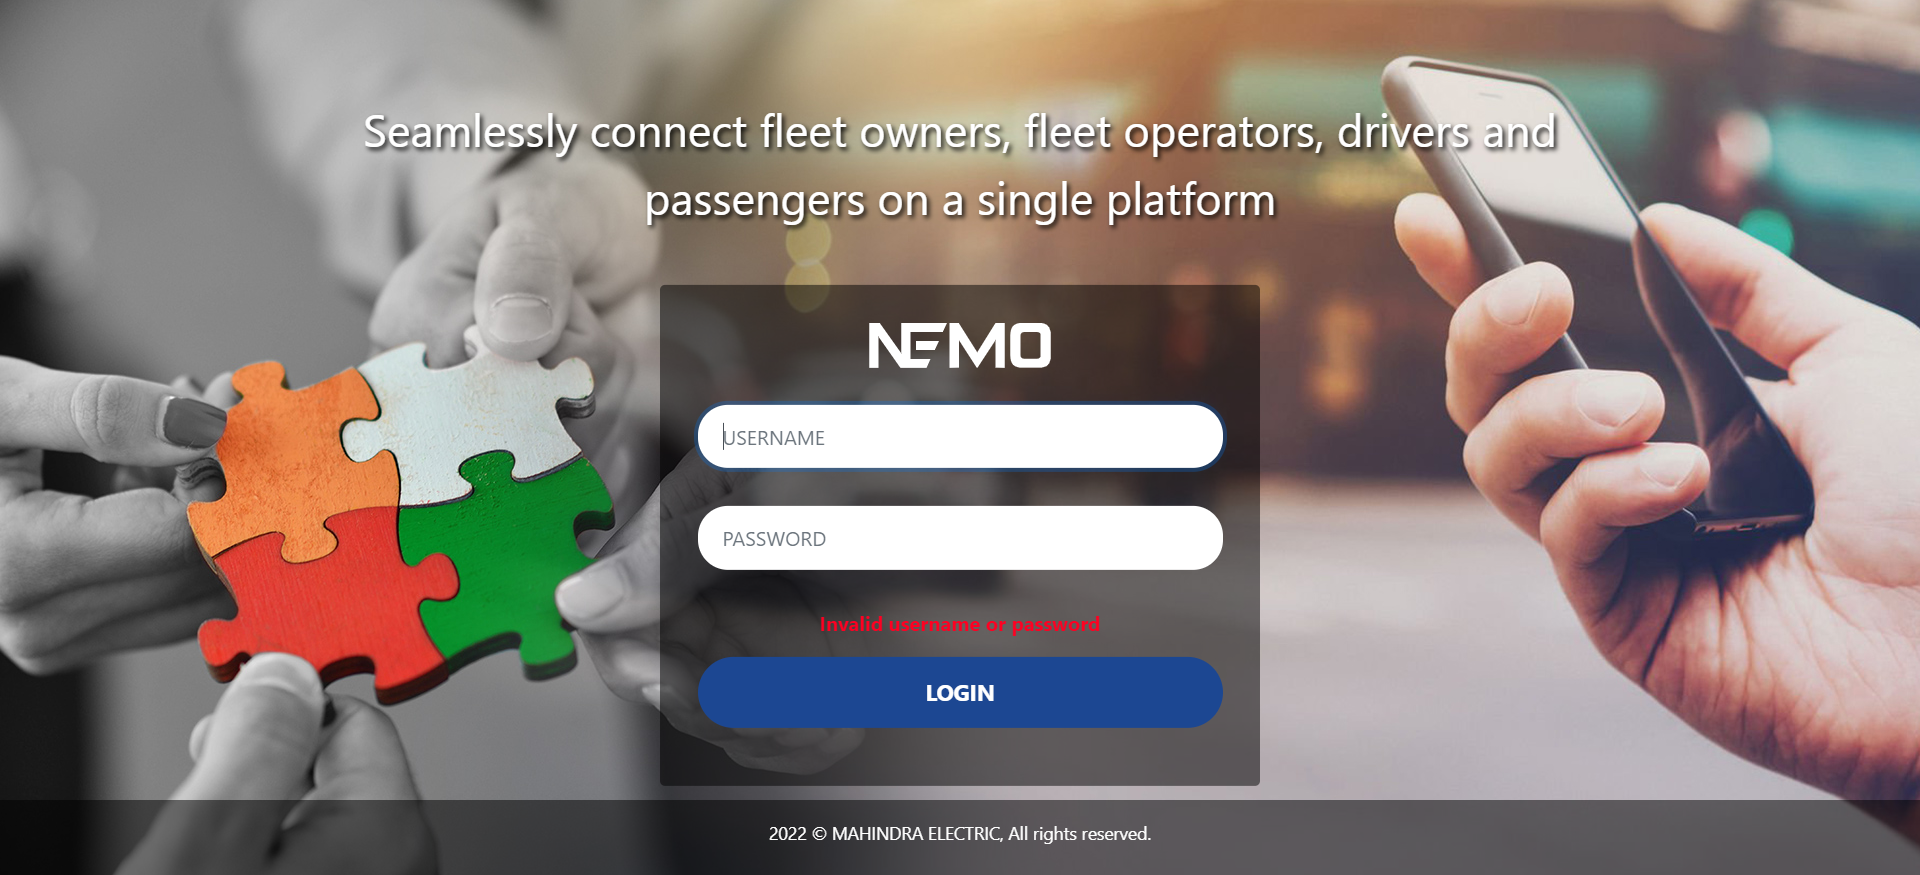 Seamlessly connect fleet owners, fleet operators, drivers and
passengers on a single platform
NEMO
USERNAME
PASSWORD
Invalid username or password
LOGIN
2022 © MAHINDRA ELECTRIC, All rights reserved.